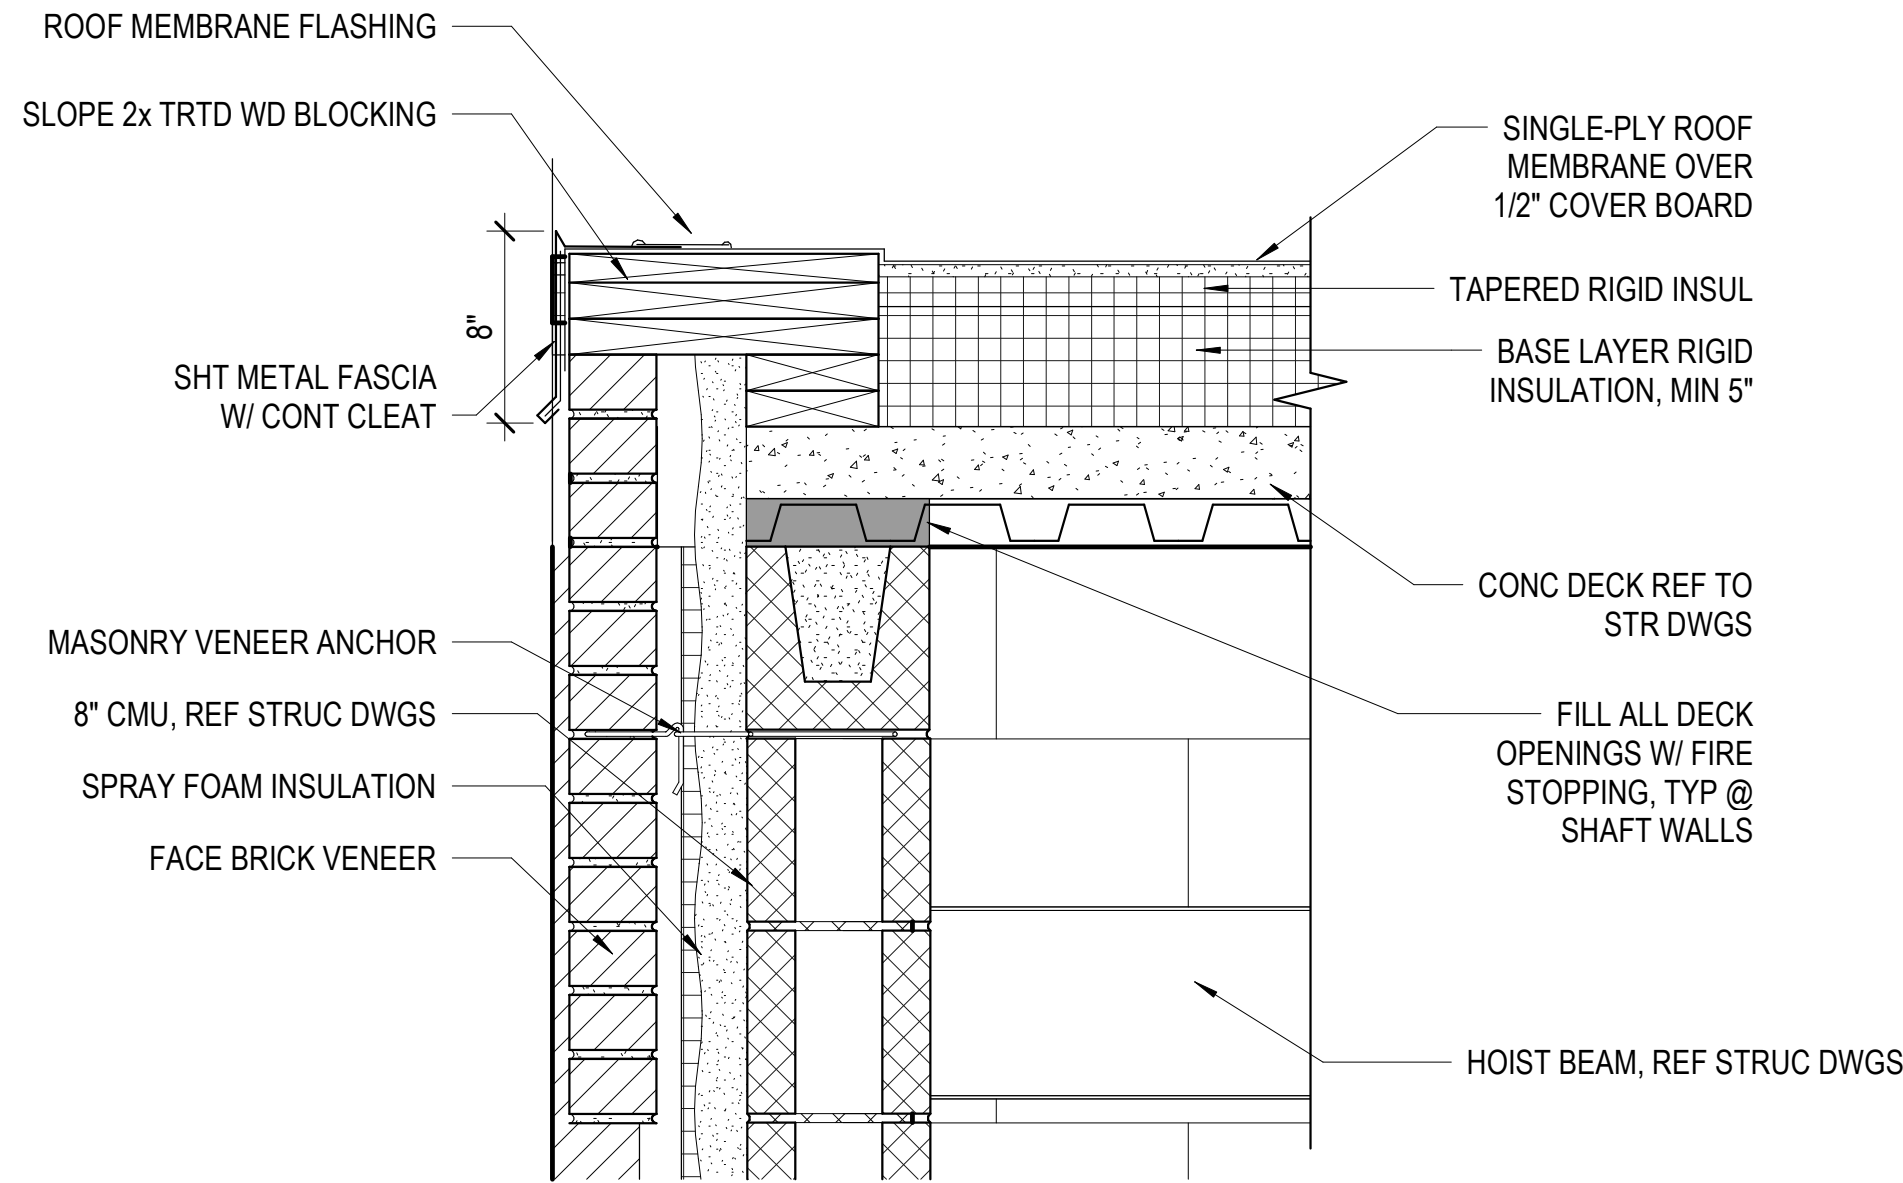 ROOF MEMBRANE FLASHING
SLOPE 2x TRTD WD BLOCKING
8"
SHT METAL FASCIA
W/ CONT CLEAT
MASONRY VENEER ANCHOR
8" CMU, REF STRUC DWGS
SPRAY FOAM INSULATION
FACE BRICK VENEER
SINGLE-PLY ROOF
MEMBRANE OVER
1/2" COVER BOARD
TAPERED RIGID INSUL
BASE LAYER RIGID
INSULATION, MIN 5"
CONC DECK REF TO
STR DWGS
FILL ALL DECK
OPENINGS W/ FIRE
STOPPING, TYP @
SHAFT WALLS
HOIST BEAM, REF STRUC DWGS